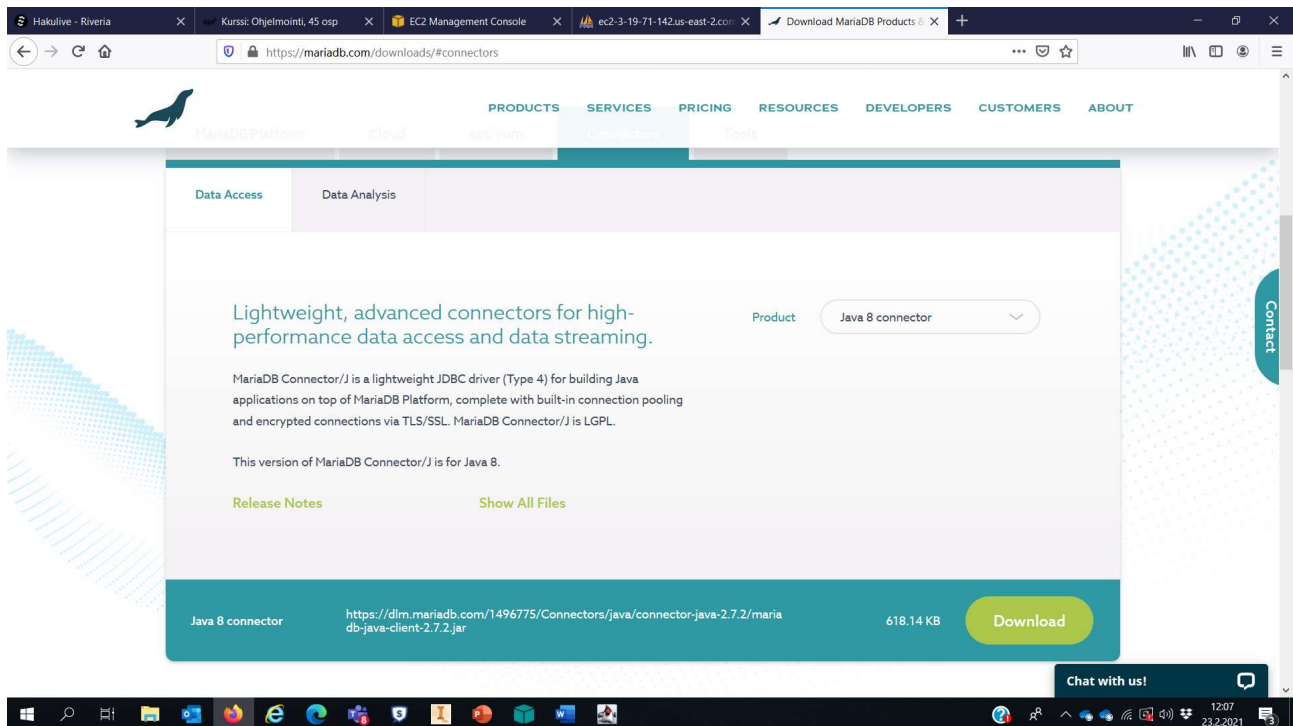 Hakulive - Riveria
Kurssi: Ohjelmointi, 45 osp
EC2 Management Console
ec2-3-19-71-142.us-east-2.com
Download MariaDB Products &
https://mariadb.com/downloads/#connectors
PRODUCTS SERVICES PRICING RESOURCES DEVELOPERS CUSTOMERS ABOUT
MariaDB Platform Cloud apt/yum Connectors Tools
Data Access Data Analysis
Lightweight, advanced connectors for high-
performance data access and data streaming.
Product Java 8 connector
MariaDB Connector/J is a lightweight JDBC driver (Type 4) for building Java
applications on top of MariaDB Platform, complete with built-in connection pooling
and encrypted connections via TLS/SSL. MariaDB Connector/J is LGPL.
This version of MariaDB Connector/J is for Java 8.
Release Notes Show All Files
Contact
Java 8 connector
https://dlm.mariadb.com/1496775/Connectors/java/connector-java-2.7.2/maria
db-java-client-2.7.2.jar
618.14 KB
Download
Chat with us!
12:07
23.2.2021